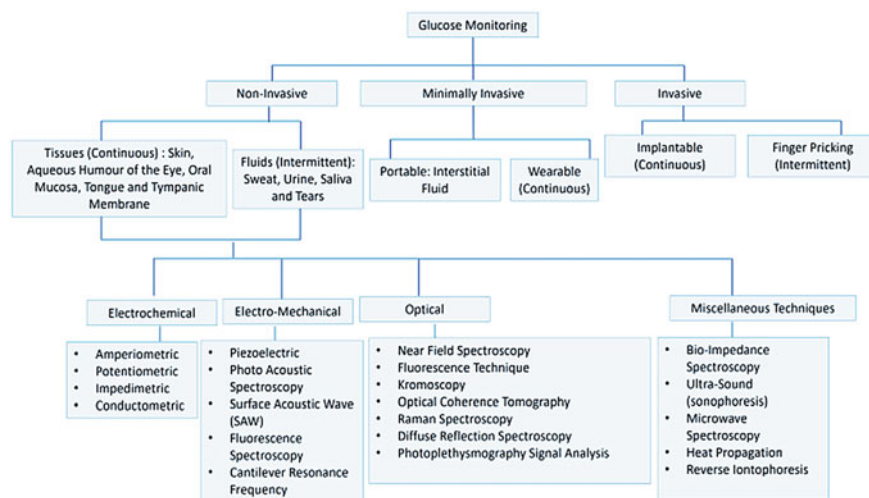 Glucose Monitoring
Non-Invasive
Minimally Invasive
Invasive
Tissues (Continuous) : Skin,
Aqueous Humour of the Eye, Oral
Mucosa, Tongue and Tympanic
Membrane
Fluids (Intermittent):
Sweat, Urine, Saliva
and Tears
Portable: Interstitial
Fluid
Wearable
(Continuous)
Implantable
(Continuous)
Finger Pricking
(Intermittent)
Electrochemical
• Amperiometric
• Potentiometric
• Impedimetric
• Conductometric
Electro-Mechanical
• Piezoelectric
• Photo Acoustic
Spectroscopy
• Surface Acoustic Wave
(SAW)
• Fluorescence
Spectroscopy
• Cantilever Resonance
Frequency
Optical
• Near Field Spectroscopy
• Fluorescence Technique
• Kromoscopy
• Optical Coherence Tomography
• Raman Spectroscopy
• Diffuse Reflection Spectroscopy
• Photoplethysmography Signal Analysis
Miscellaneous Techniques
• Bio-Impedance
Spectroscopy
• Ultra-Sound
(sonophoresis)
• Microwave
Spectroscopy
• Heat Propagation
• Reverse Iontophoresis